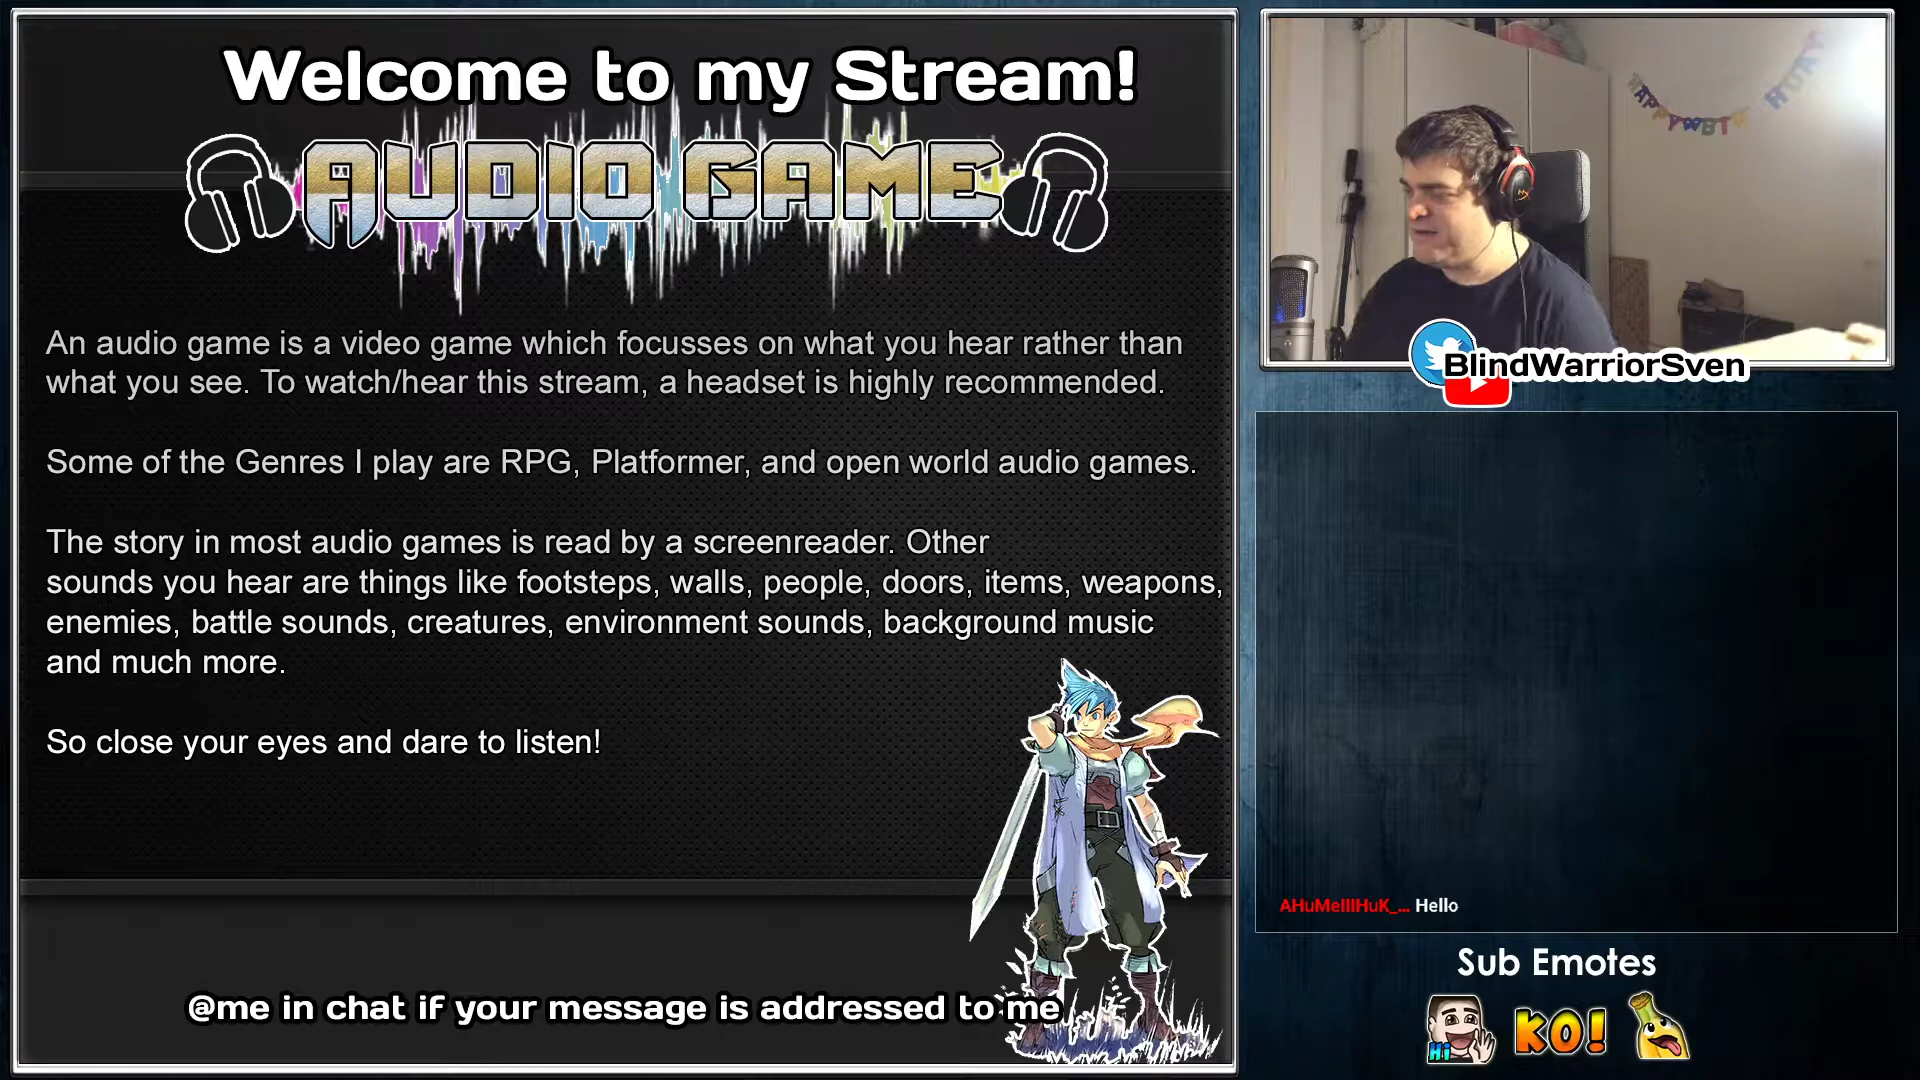 Welcome to my Stream!
AUDIO GAME
An audio game is a video game which focusses on what you hear rather than
what you see. To watch/hear this stream, a headset is highly recommended.
Some of the Genres I play are RPG, Platformer, and open world audio games.
The story in most audio games is read by a screenreader. Other
sounds you hear are things like footsteps, walls, people, doors, items, weapons,
enemies, battle sounds, creatures, environment sounds, background music
and much more.
So close your eyes and dare to listen!
@me in chat if your message is addressed to me
BlindWarriorSven
Hello
Sub Emotes
Hi
KO!